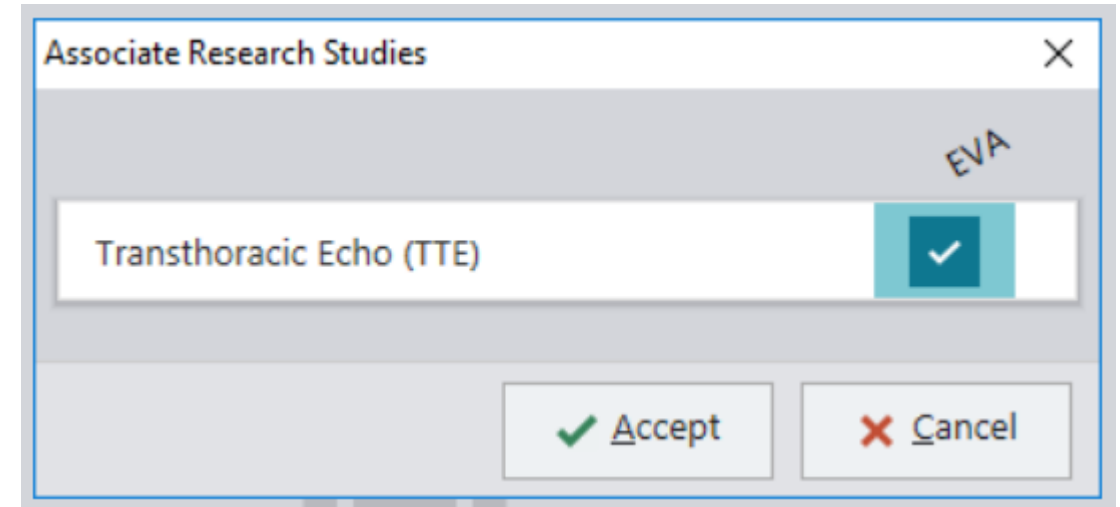 Associate Research Studies
EVA
Transthoracic Echo (TTE)
Accept
Cancel